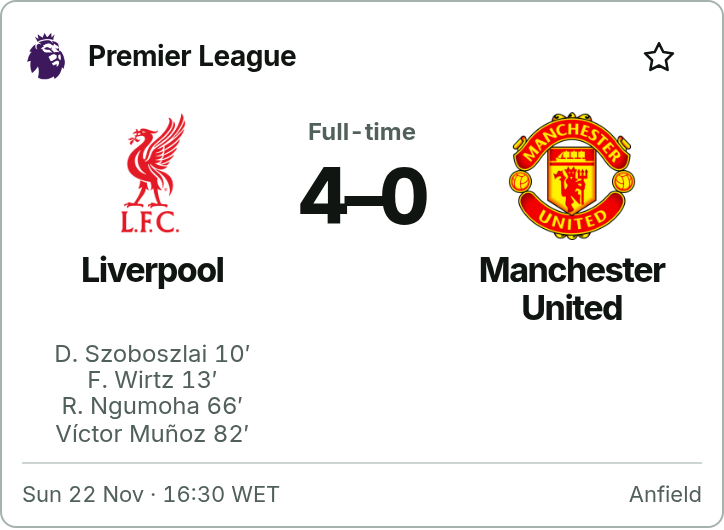 Premier League
Full-time
4–0
L.F.C.
MANCHESTER
UNITED
Liverpool
Manchester
United
D. Szoboszlai 10′
F. Wirtz 13′
R. Ngumoha 66′
Víctor Muñoz 82′
Sun 22 Nov · 16:30 WET
Anfield